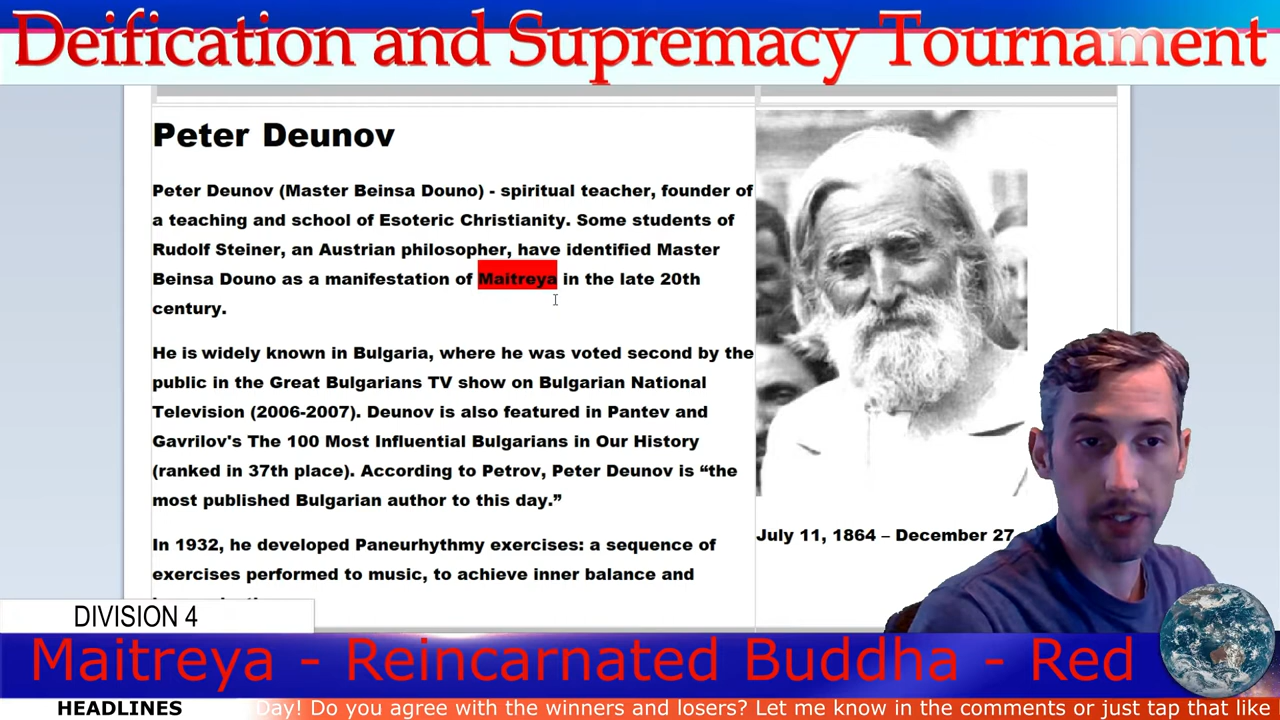 Deification and Supremacy Tournament
Peter Deunov
Peter Deunov (Master Beinsa Douno) - spiritual teacher, founder of
a teaching and school of Esoteric Christianity. Some students of
Rudolf Steiner, an Austrian philosopher, have identified Master
Beinsa Douno as a manifestation of Maitreya in the late 20th
century.
He is widely known in Bulgaria, where he was voted second by the
public in the Great Bulgarians TV show on Bulgarian National
Television (2006-2007). Deunov is also featured in Pantev and
Gavrilov's The 100 Most Influential Bulgarians in Our History
(ranked in 37th place). According to Petrov, Peter Deunov is “the
most published Bulgarian author to this day.”
In 1932, he developed Paneurhythmy exercises: a sequence of
exercises performed to music, to achieve inner balance and
July 11, 1864 – December 27
DIVISION 4
Maitreya - Reincarnated Buddha - Red
HEADLINES
Day! Do you agree with the winners and losers? Let me know in the comments or just tap that like